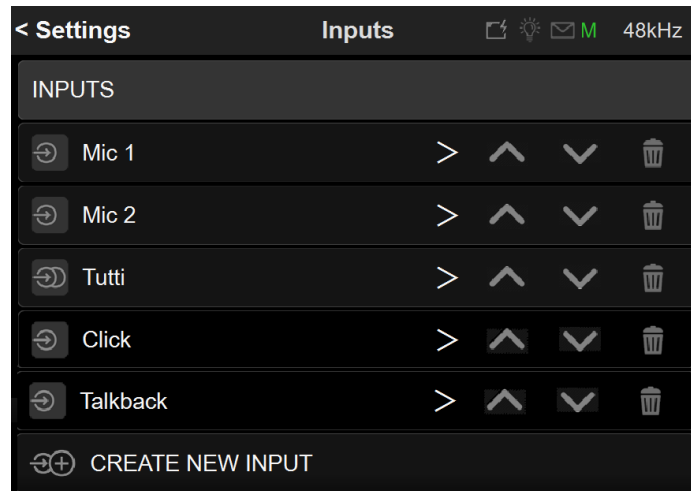 < Settings Inputs M 48kHz
INPUTS
Mic 1 >
Mic 2 >
Tutti >
Click >
Talkback >
CREATE NEW INPUT